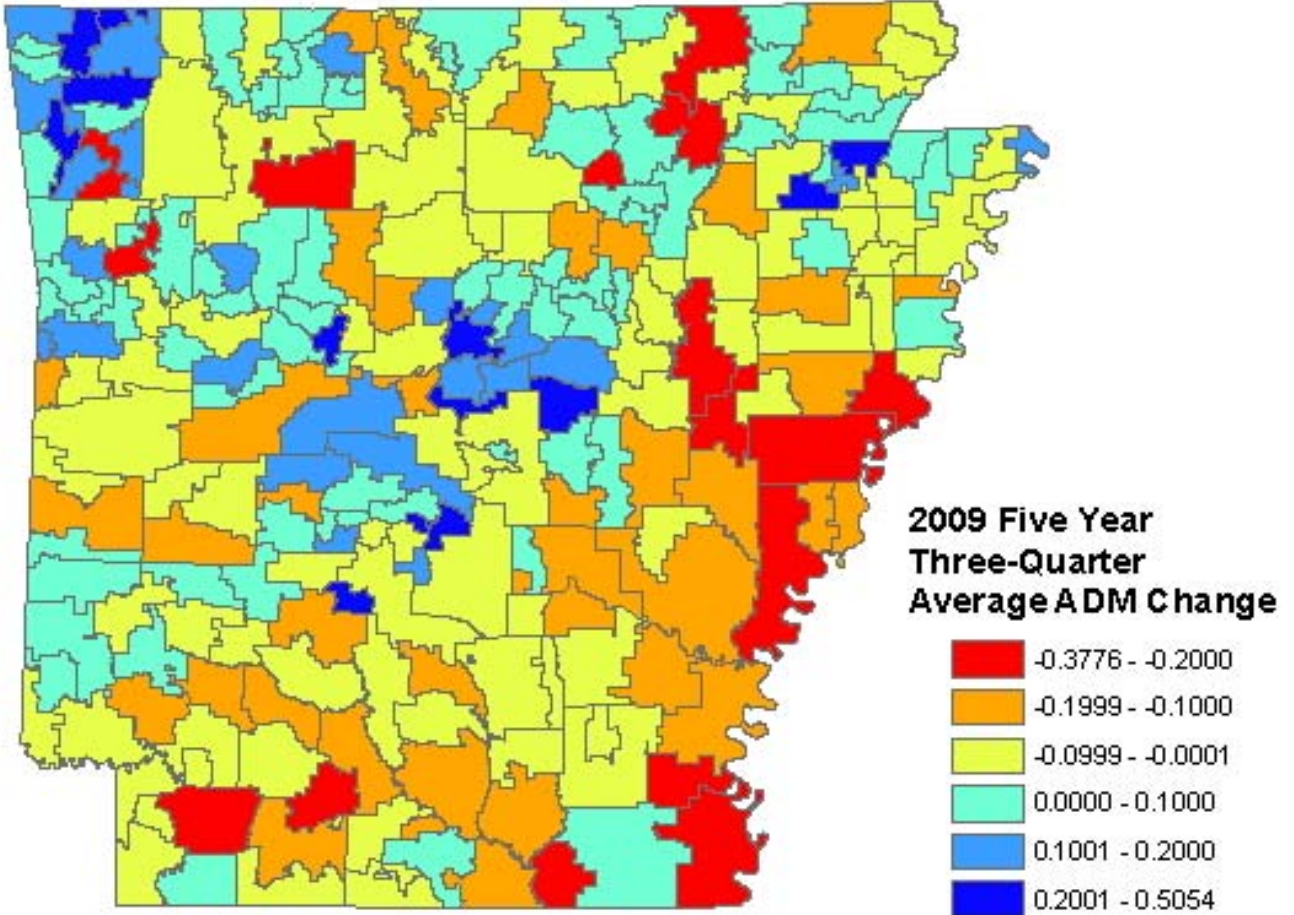 2009 Five Year
Three-Quarter
Average ADM Change
-0.3776 - -0.2000
-0.1999 - -0.1000
-0.0999 - -0.0001
0.0000 - 0.1000
0.1001 - 0.2000
0.2001 - 0.5054